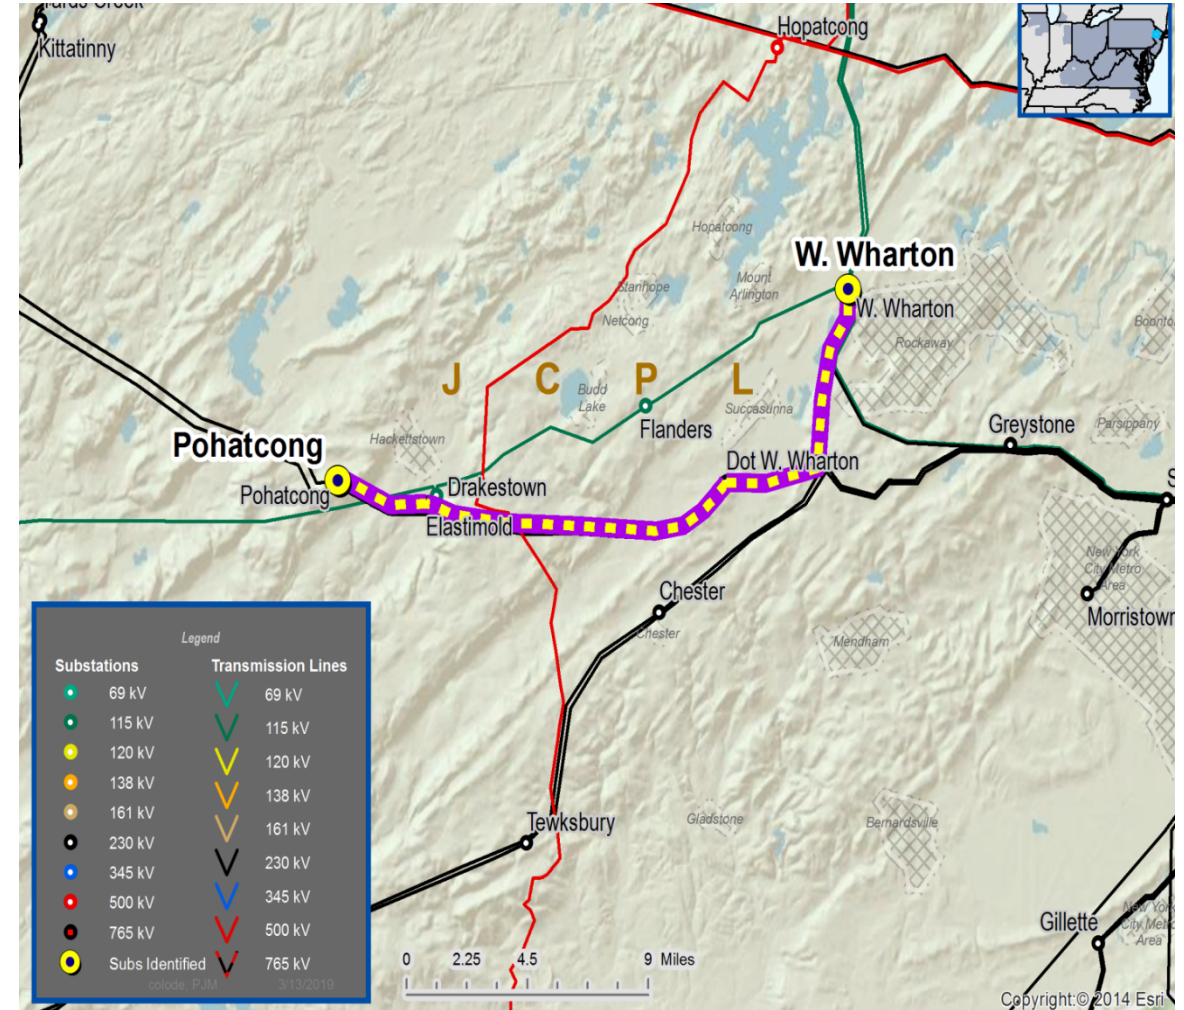 Yards Creek
Kittatinny
Hopatcong
Hopatcong
W. Wharton
Mount
Arlington
Stanhope
W. Wharton
Netcong
Boonto
Rockaway
J C P L
Budd
Lake
Succasunna
Flanders
Greystone
Parsippany
Hackettstown
Pohatcong
Dot W. Wharton
Pohatcong
Drakestown
S
Elastimold
New York
City Metro
Area
Chester
Morristown
Chester
Mendham
Legend
Substations
Transmission Lines
69 kV 69 kV
115 kV 115 kV
120 kV 120 kV
138 kV 138 kV
161 kV 161 kV
230 kV 230 kV
345 kV 345 kV
500 kV 500 kV
765 kV
Subs Identified 765 kV
colode, PJM 3/13/2019
Tewksbury
Gladstone
Bernardsville
Gillette
New York
City Metro
Area
0 2.25 4.5 9 Miles
Copyright:© 2014 Esri